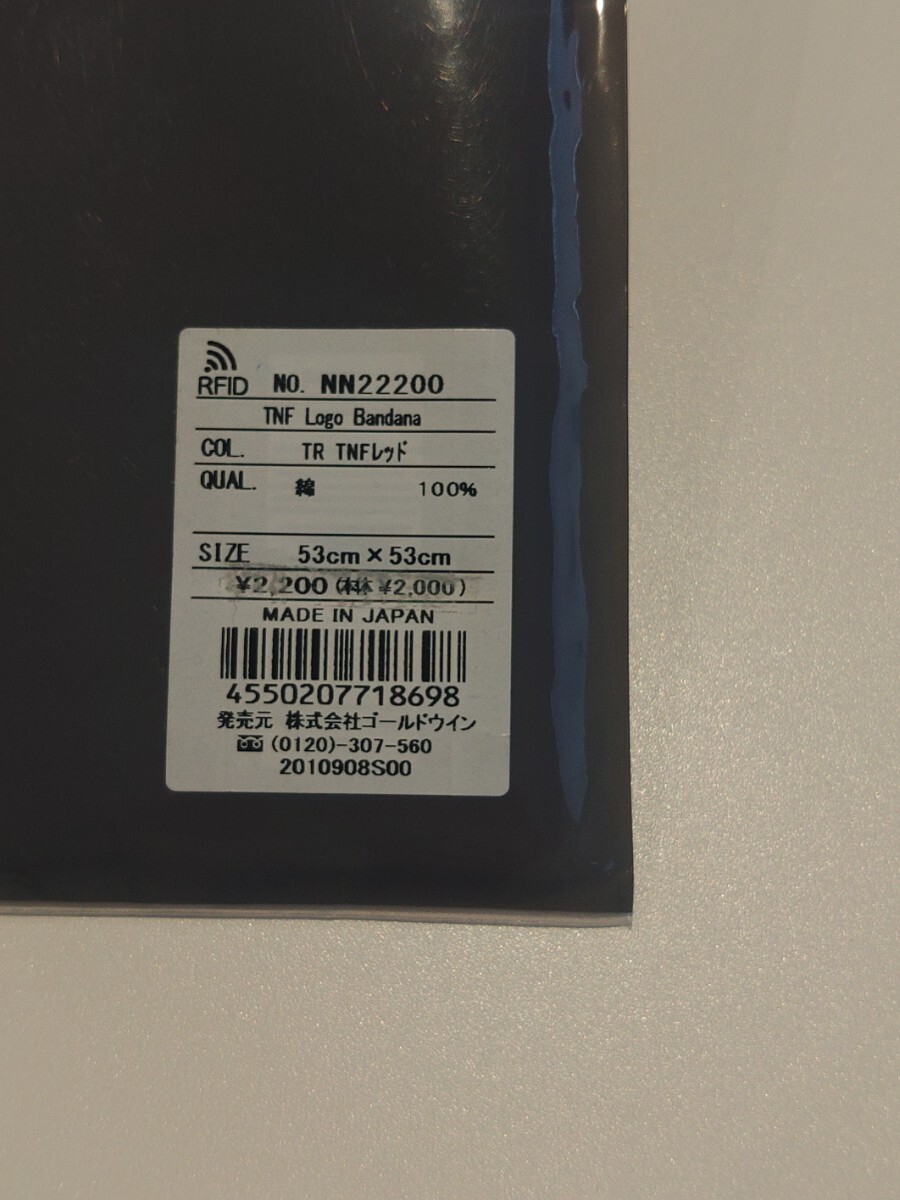 RFID NO. NN22200
TNF Logo Bandana
COL. TR TNFレッド
QUAL. 綿 100%
SIZE 53cm×53cm
¥2,200(本体 ¥2,000)
MADE IN JAPAN
4550207718698
発売元 株式会社ゴールドウイン
(0120)-307-560
2010908S00